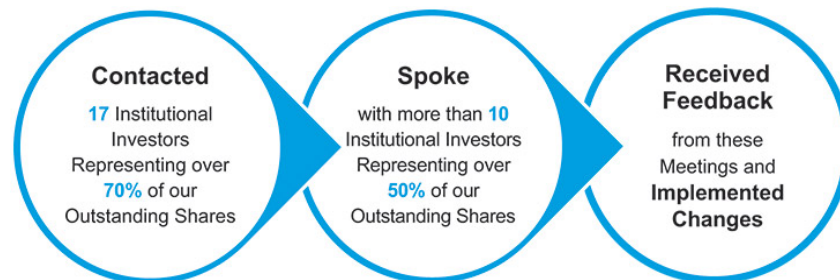 Contacted
17 Institutional
Investors
Representing over
70% of our
Outstanding Shares
Spoke
with more than 10
Institutional Investors
Representing over
50% of our
Outstanding Shares
Received
Feedback
from these
Meetings and
Implemented
Changes